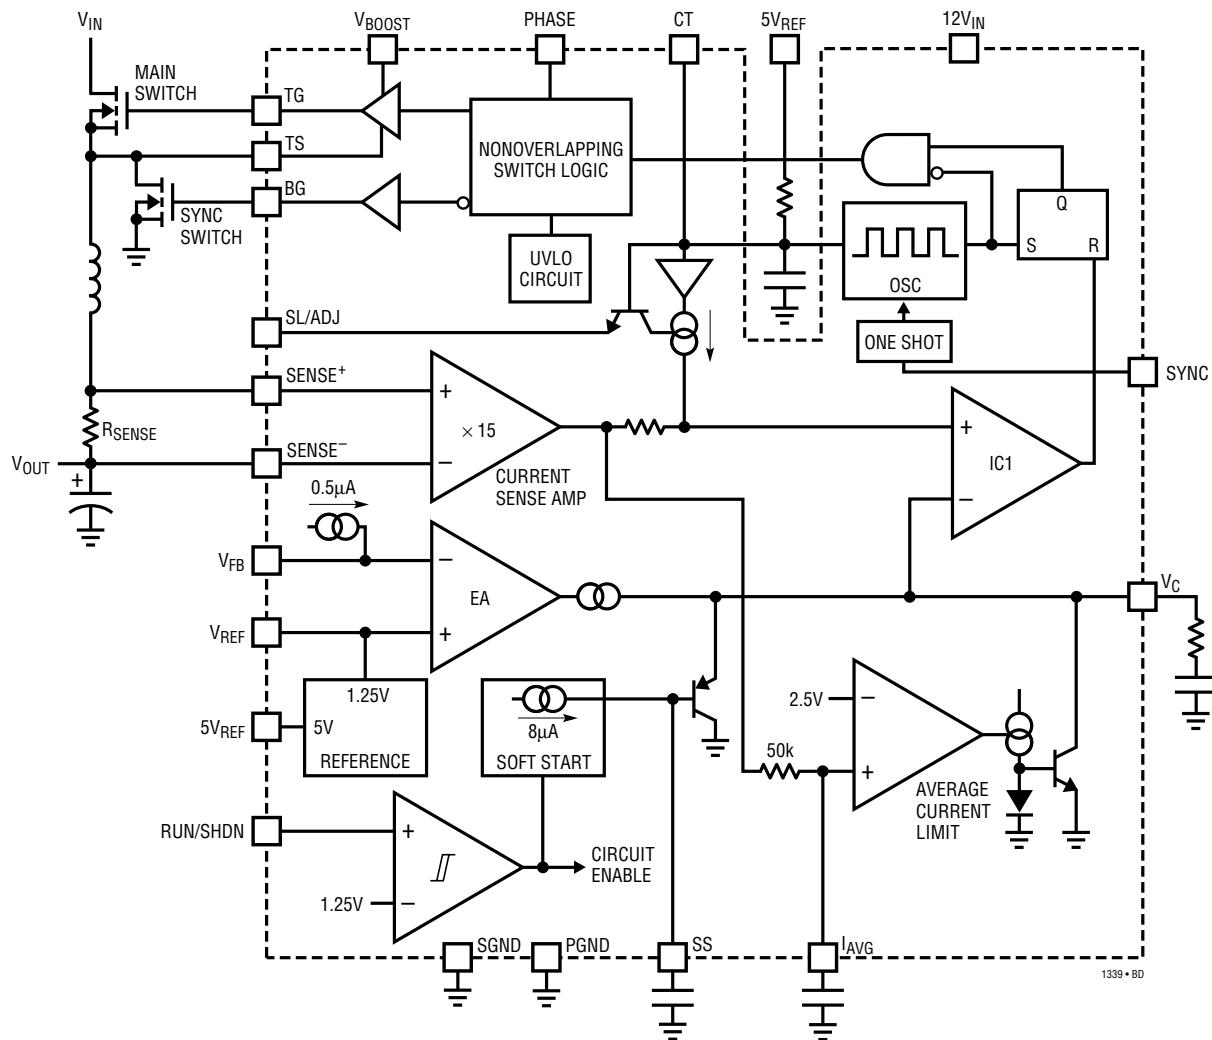 VIN
VBOOST
PHASE
CT
5VREF
12VIN
MAIN
SWITCH
TG
TS
BG
SYNC
SWITCH
NONOVERLAPPING
SWITCH LOGIC
UVLO
CIRCUIT
Q
S
R
OSC
ONE SHOT
SYNC
SL/ADJ
SENSE+
+
× 15
RSENSE
SENSE–
–
CURRENT
SENSE AMP
VOUT
+
+
IC1
–
0.5µA
VFB
–
EA
VREF
+
VC
1.25V
5VREF
5V
REFERENCE
8µA
SOFT START
2.5V
–
50k
+
AVERAGE
CURRENT
LIMIT
RUN/SHDN
+
1.25V
–
CIRCUIT
ENABLE
SGND
PGND
SS
IAVG
1339 • BD